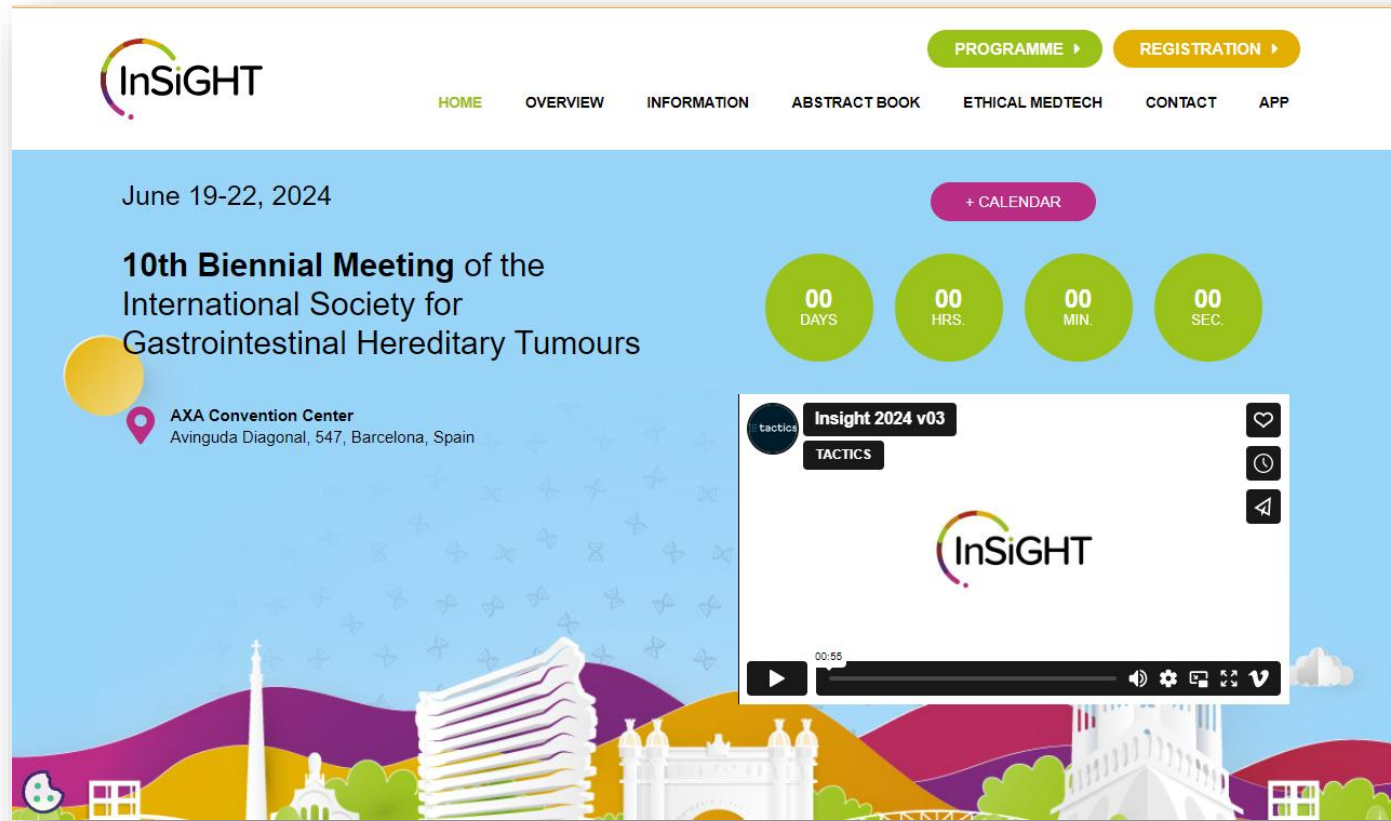 InSiGHT
PROGRAMME
REGISTRATION
HOME OVERVIEW INFORMATION ABSTRACT BOOK ETHICAL MEDTECH CONTACT APP
June 19-22, 2024
10th Biennial Meeting of the
International Society for
Gastrointestinal Hereditary Tumours
AXA Convention Center
Avinguda Diagonal, 547, Barcelona, Spain
+ CALENDAR
00 00 00 00
DAYS HRS. MIN. SEC.
tactics
Insight 2024 v03
TACTICS
InSiGHT
00:55